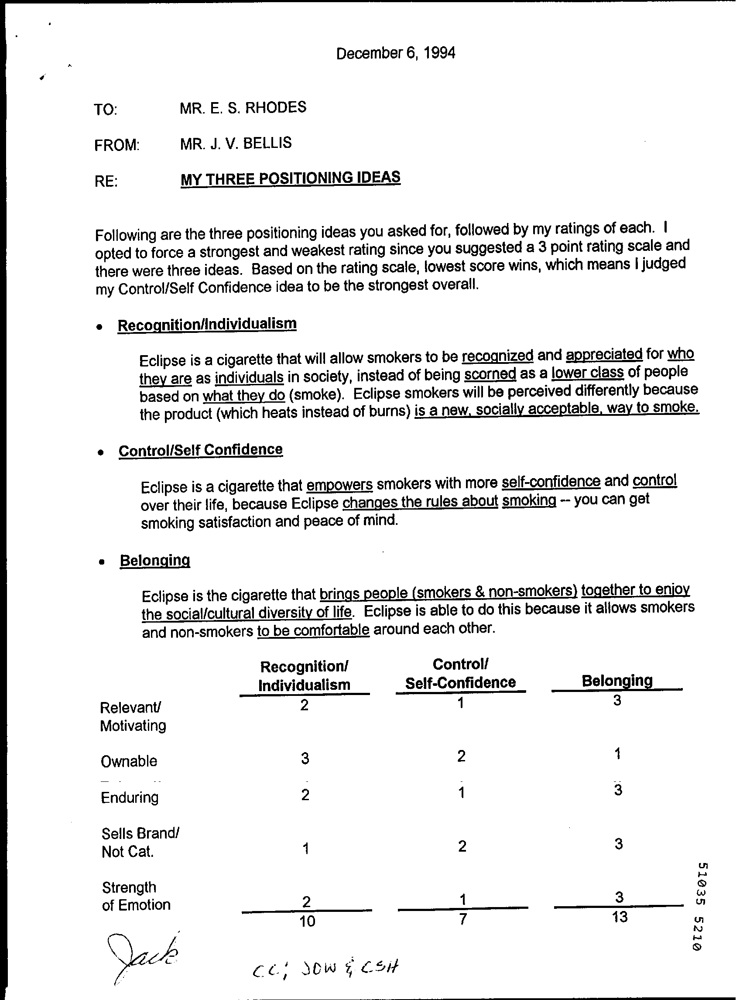 December 6, 1994
TO: MR. E. S. RHODES
FROM: MR. J. V. BELLIS
RE: MY THREE POSITIONING IDEAS
Following are the three positioning ideas you asked for, followed by my ratings of each. I
opted to force a strongest and weakest rating since you suggested a 3 point rating scale and
there were three ideas. Based on the rating scale, lowest score wins, which means I judged
my Control/Self Confidence idea to be the strongest overall.
• Recognition/Individualism
Eclipse is a cigarette that will allow smokers to be recognized and appreciated for who
they are as individuals in society, instead of being scorned as a lower class of people
based on what they do (smoke). Eclipse smokers will be perceived differently because
the product (which heats instead of burns) is a new, socially acceptable, way to smoke.
• Control/Self Confidence
Eclipse is a cigarette that empowers smokers with more self-confidence and control
over their life, because Eclipse changes the rules about smoking -- you can get
smoking satisfaction and peace of mind.
• Belonging
Eclipse is the cigarette that brings people (smokers & non-smokers) together to enjoy
the social/cultural diversity of life. Eclipse is able to do this because it allows smokers
and non-smokers to be comfortable around each other.
Recognition/ Control/
Individualism Self-Confidence Belonging
Relevant/ 2 1 3
Motivating
Ownable 3 2 1
Enduring 2 1 3
Sells Brand/
Not Cat. 1 2 3
Strength
of Emotion 2 1 3
10 7 13
Jack
CC; JOW & CSH
51035 5210